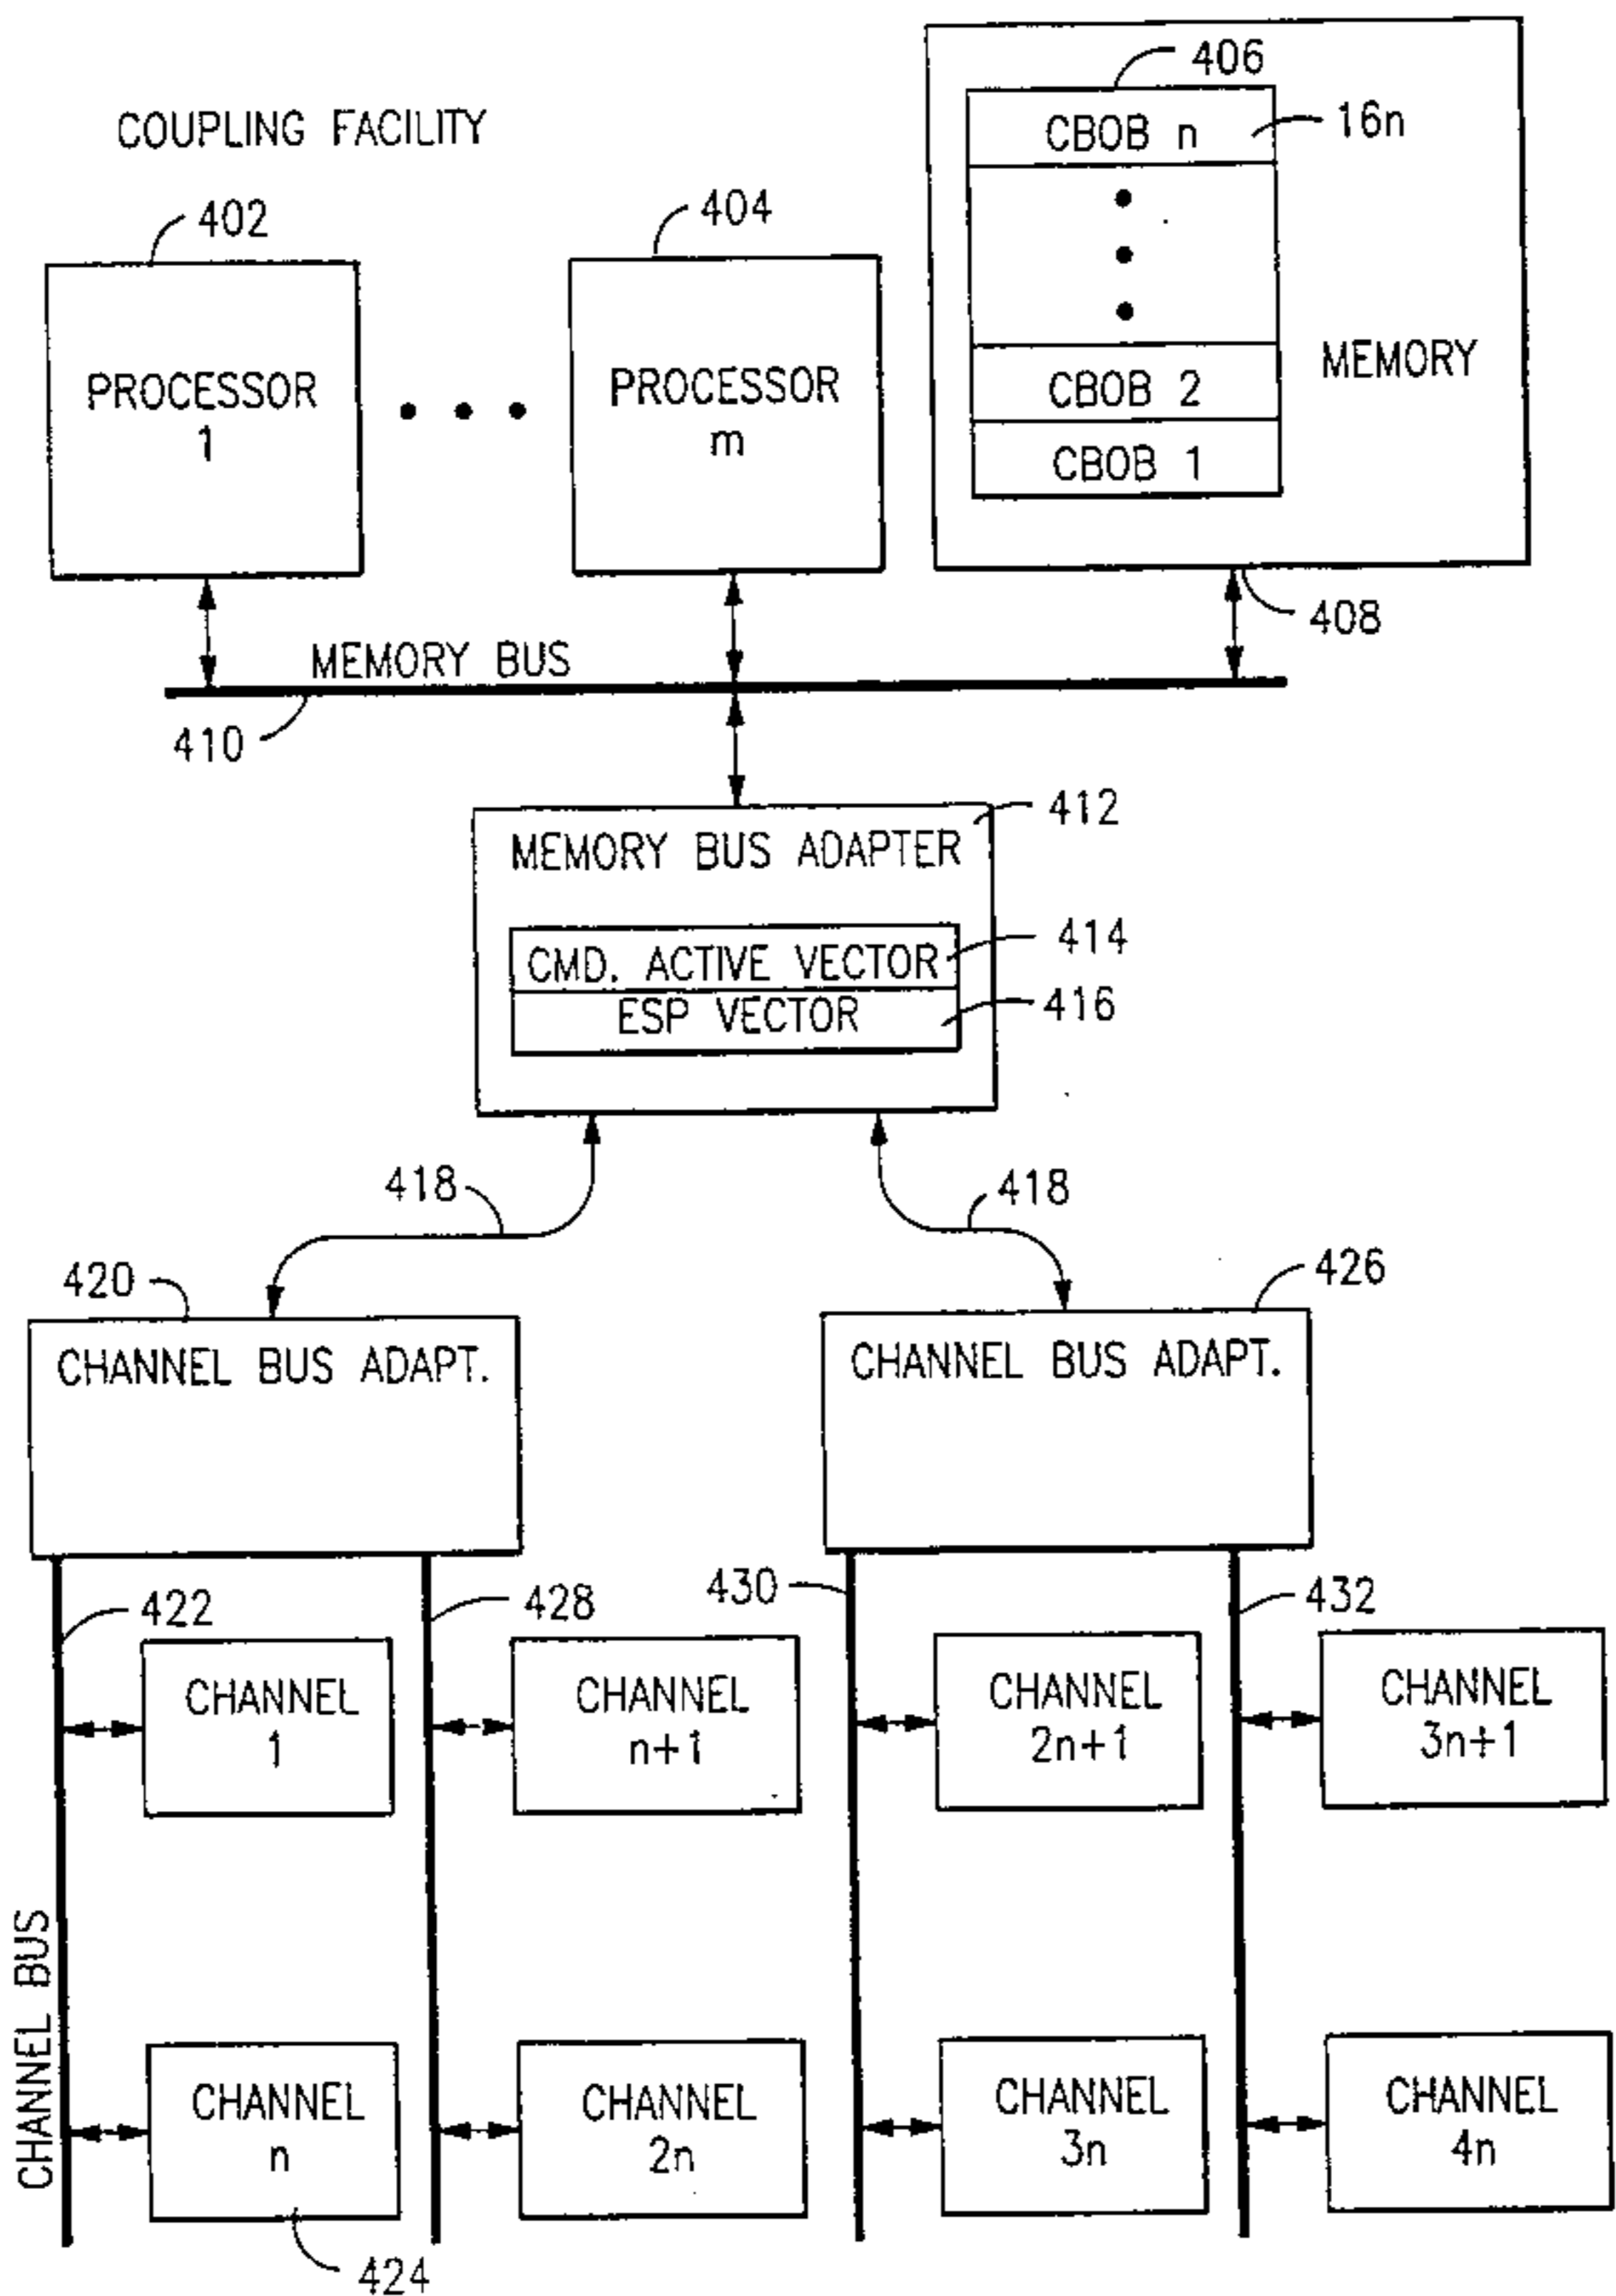 COUPLING FACILITY
406
CBOB n
16n
402
404
PROCESSOR
1
PROCESSOR
m
CBOB 2
CBOB 1
MEMORY
408
MEMORY BUS
410
412
MEMORY BUS ADAPTER
CMD. ACTIVE VECTOR
414
ESP VECTOR
416
418
418
420
426
CHANNEL BUS ADAPT.
CHANNEL BUS ADAPT.
422
428
430
432
CHANNEL
1
CHANNEL
n+1
CHANNEL
2n+1
CHANNEL
3n+1
CHANNEL BUS
CHANNEL
n
CHANNEL
2n
CHANNEL
3n
CHANNEL
4n
424